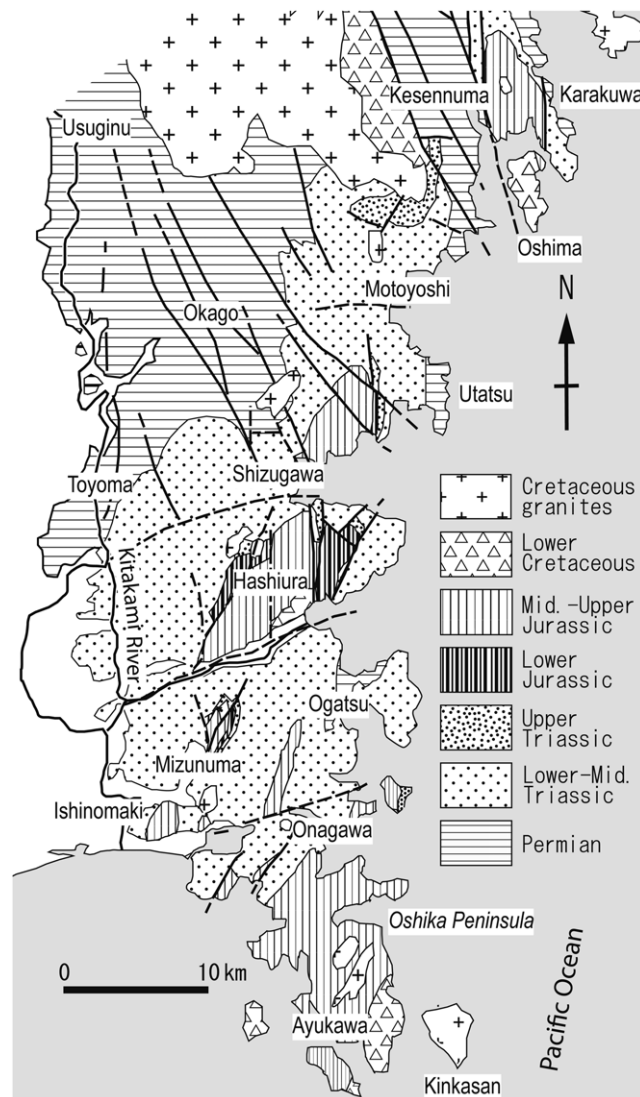 Kesennuma
Karakuwa
Usuginu
Oshima
Motoyoshi
N
Okago
Utatsu
Shizugawa
Toyoma
Kitakami River
Hashiura
Ogatsu
Mizunuma
Ishinomaki
Onagawa
Cretaceous
granites
Lower
Cretaceous
Mid.-Upper
Jurassic
Lower
Jurassic
Upper
Triassic
Lower-Mid.
Triassic
Permian
Oshika Peninsula
0 10 km
Pacific Ocean
Ayukawa
Kinkasan